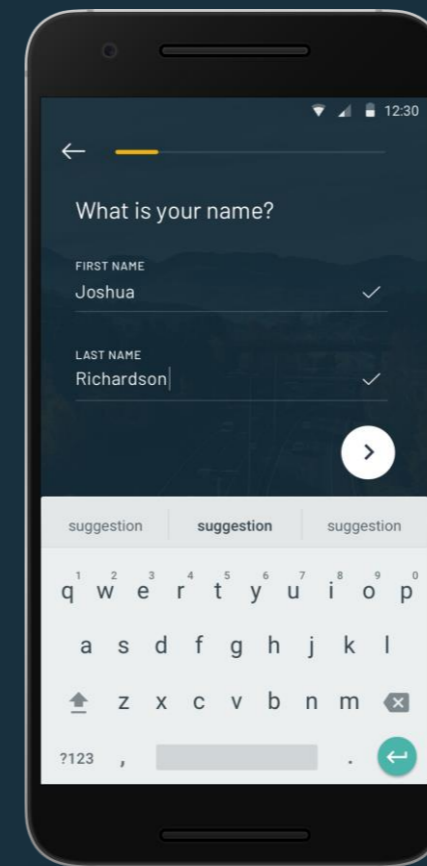 12:30
What is your name?
FIRST NAME
Joshua
LAST NAME
Richardson
suggestion suggestion suggestion
1 2 3 4 5 6 7 8 9 0
q w e r t y u i o p
a s d f g h j k l
z x c v b n m
?123 , .